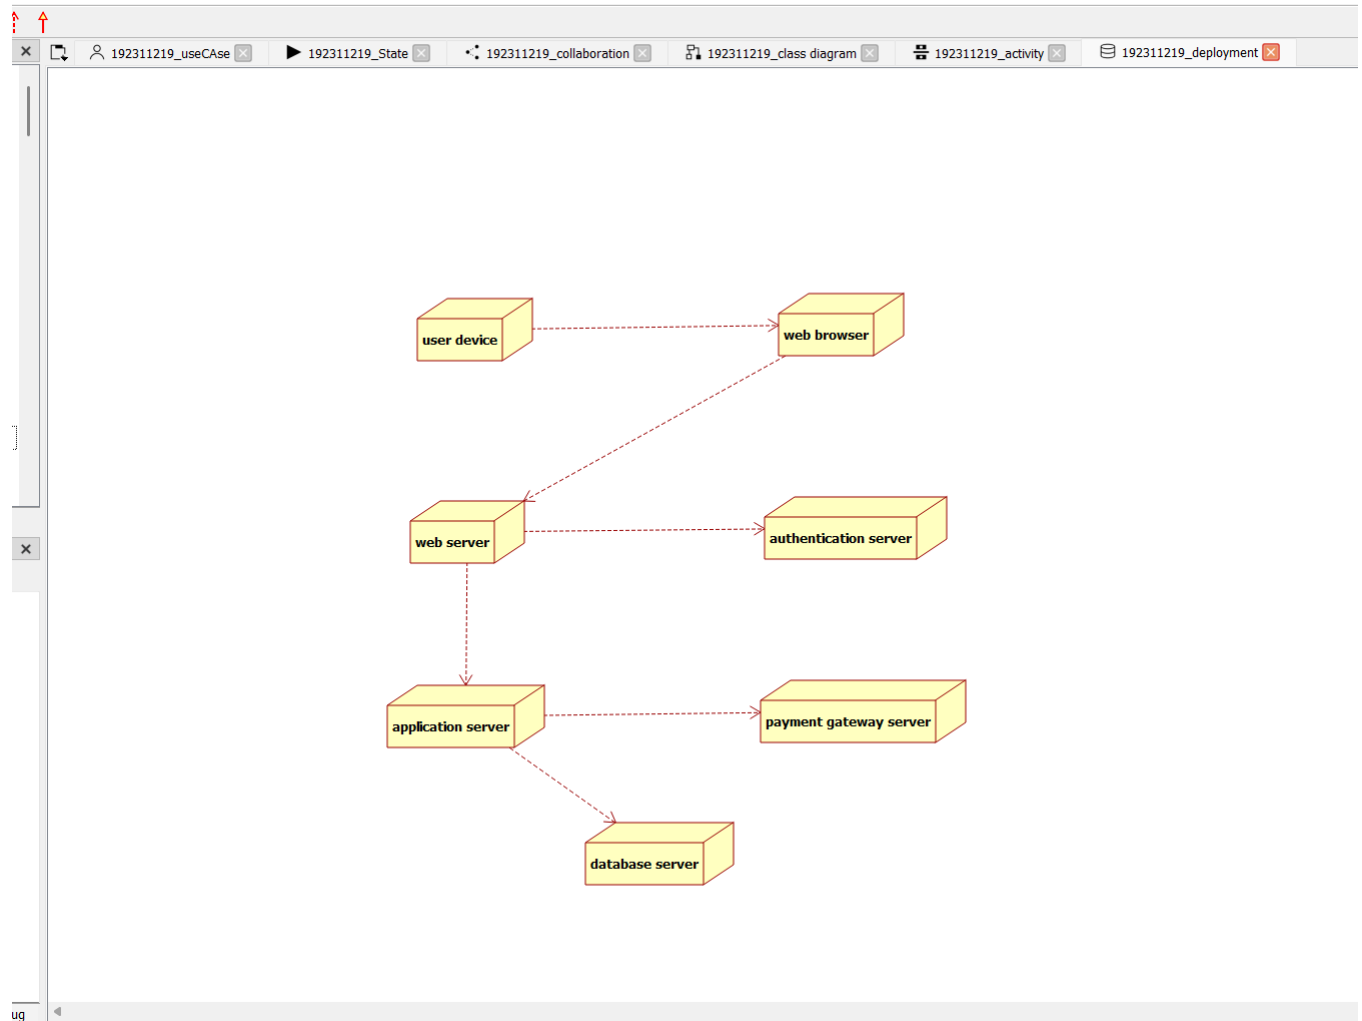 192311219_useCAse
192311219_State
192311219_collaboration
192311219_class diagram
192311219_activity
192311219_deployment
user device
web browser
web server
authentication server
application server
payment gateway server
database server
ug